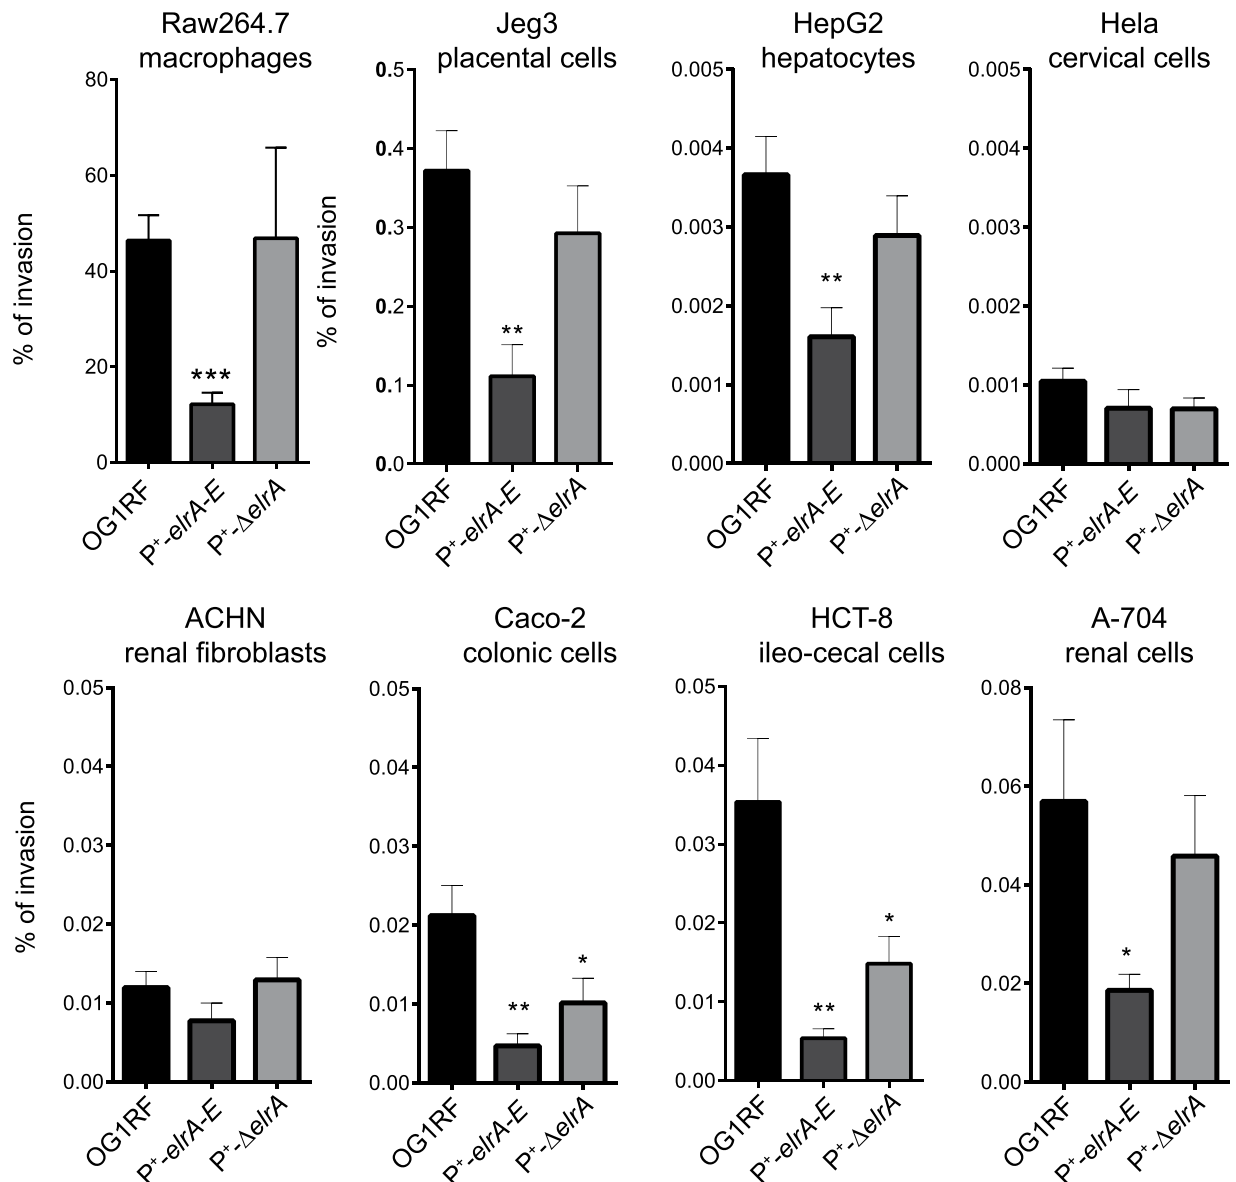 Raw264.7
macrophages
Jeg3
placental cells
HepG2
hepatocytes
Hela
cervical cells
% of invasion
80
60
40
20
0
***
OG1RF
P⁺-elrA-E
P⁺-ΔelrA
% of invasion
0.5
0.4
0.3
0.2
0.1
0.0
**
OG1RF
P⁺-elrA-E
P⁺-ΔelrA
0.005
0.004
0.003
0.002
0.001
0.000
**
OG1RF
P⁺-elrA-E
P⁺-ΔelrA
0.005
0.004
0.003
0.002
0.001
0.000
OG1RF
P⁺-elrA-E
P⁺-ΔelrA
ACHN
renal fibroblasts
Caco-2
colonic cells
HCT-8
ileo-cecal cells
A-704
renal cells
% of invasion
0.05
0.04
0.03
0.02
0.01
0.00
OG1RF
P⁺-elrA-E
P⁺-ΔelrA
0.05
0.04
0.03
0.02
0.01
0.00
**
*
OG1RF
P⁺-elrA-E
P⁺-ΔelrA
0.05
0.04
0.03
0.02
0.01
0.00
**
*
OG1RF
P⁺-elrA-E
P⁺-ΔelrA
0.08
0.06
0.04
0.02
0.00
*
OG1RF
P⁺-elrA-E
P⁺-ΔelrA